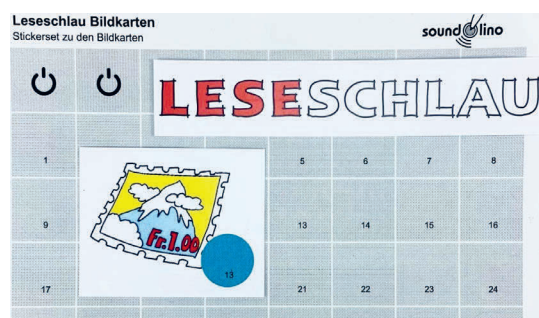 Leseschlau Bildkarten
Stickerset zu den Bildkarten
soundolino
LESESCHLAU
1
5 6 7 8
Fr.1.00
9
13 14 15 16
13
17
21 22 23 24